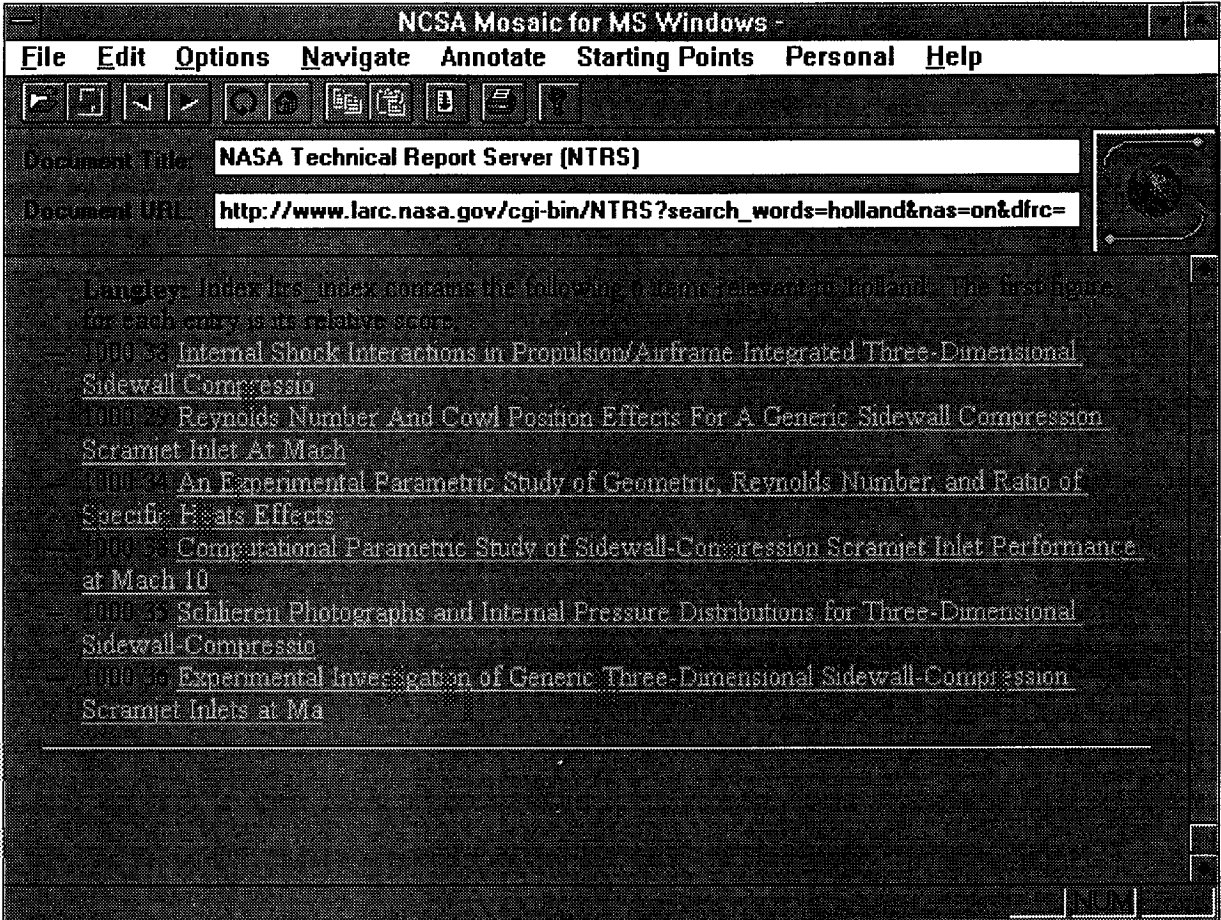 NCSA Mosaic for MS Windows -
File Edit Options Navigate Annotate Starting Points Personal Help
Document Title: NASA Technical Report Server (NTRS)
Document URL: http://www.larc.nasa.gov/cgi-bin/NTRS?search_words=holland&nas=on&dfrc=
Langley: Index ltrs_index contains the following 6 items relevant to 'holland'. The first figure
for each entry is its relative score.
1000 38 Internal Shock Interactions in Propulsion/Airframe Integrated Three-Dimensional
Sidewall Compressio
1000 29 Reynolds Number And Cowl Position Effects For A Generic Sidewall Compression
Scramjet Inlet At Mach
1000 34 An Experimental Parametric Study of Geometric, Reynolds Number, and Ratio of
Specific Heats Effects
1000 Computational Parametric Study of Sidewall-Compression Scramjet Inlet Performance
at Mach 10
1000 35 Schlieren Photographs and Internal Pressure Distributions for Three-Dimensional
Sidewall-Compressio
1000 36 Experimental Investigation of Generic Three-Dimensional Sidewall-Compression
Scramjet Inlets at Ma
NUM